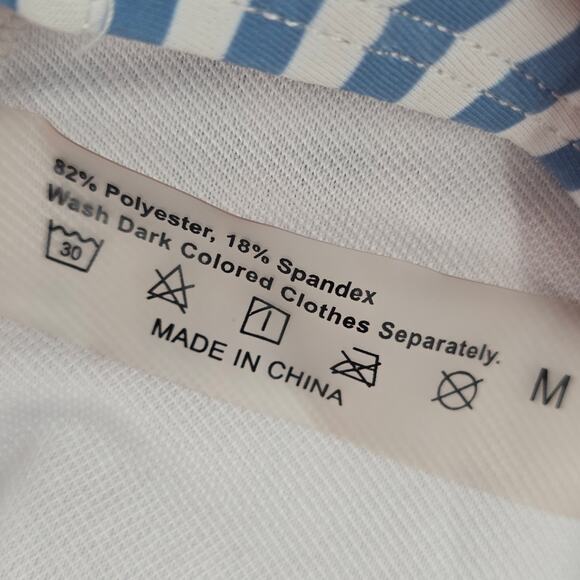 82% Polyester, 18% Spandex
Wash Dark Colored Clothes Separately.
30
MADE IN CHINA
M